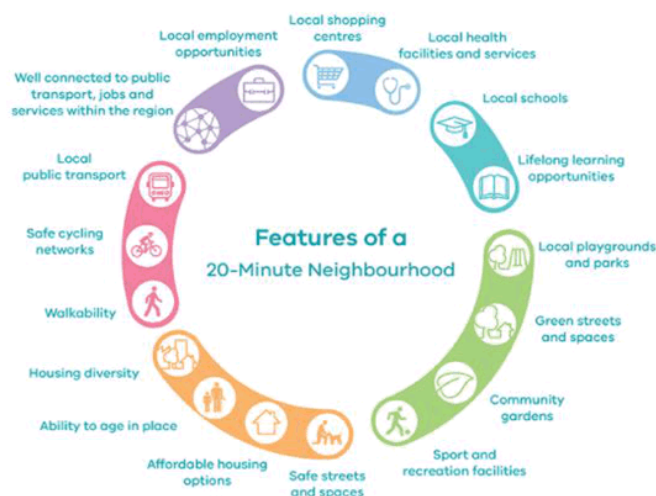 Features of a
20-Minute Neighbourhood
Local shopping
centres
Local health
facilities and services
Local schools
Lifelong learning
opportunities
Local playgrounds
and parks
Green streets
and spaces
Community
gardens
Sport and
recreation facilities
Safe streets
and spaces
Affordable housing
options
Ability to age in place
Housing diversity
Walkability
Safe cycling
networks
Local
public transport
Well connected to public
transport, jobs and
services within the region
Local employment
opportunities